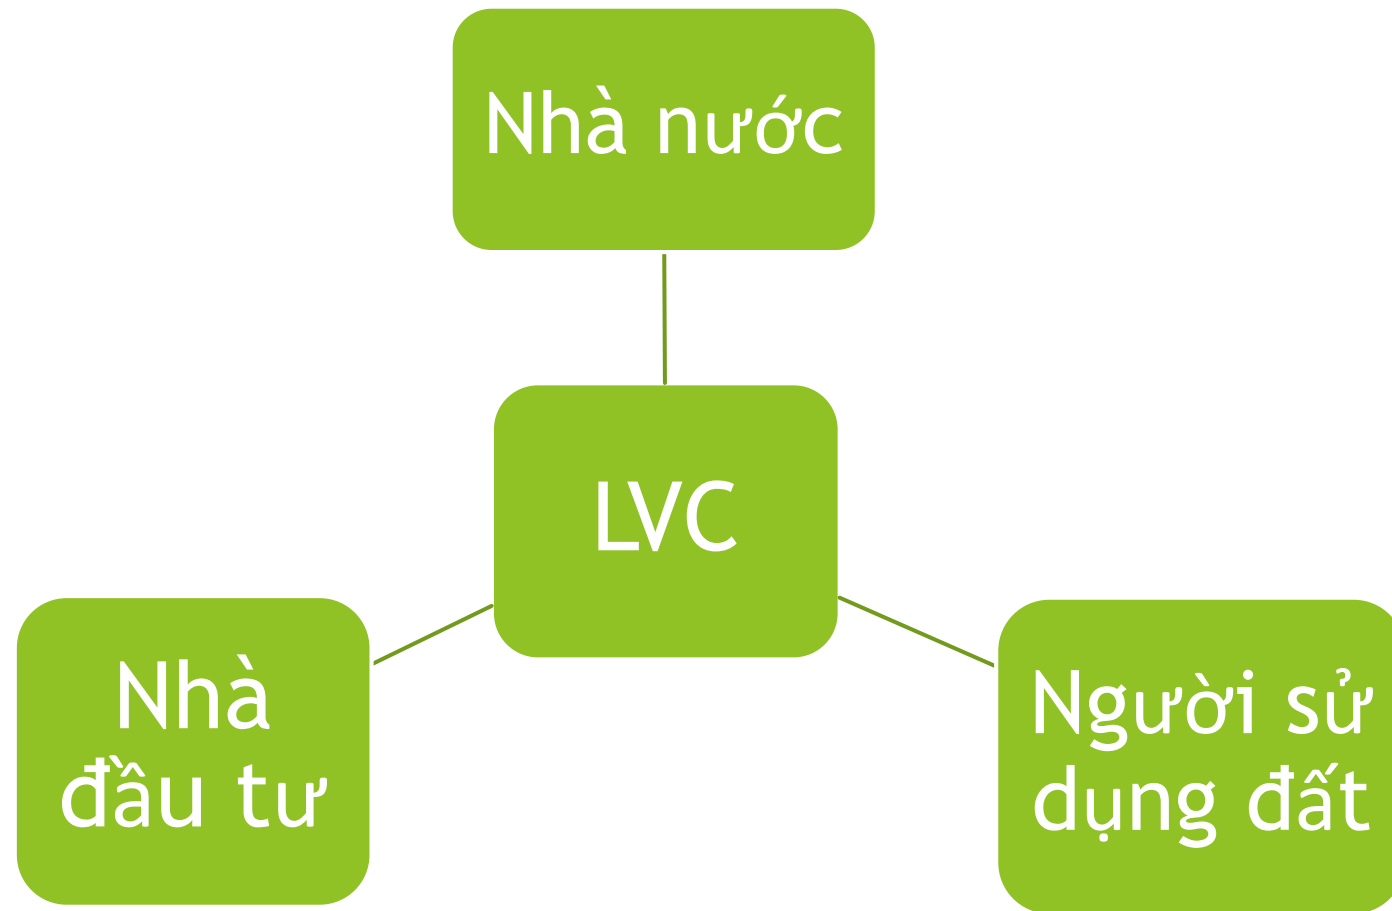 Nhà nước
LVC
Nhà
đầu tư
Người sử
dụng đất